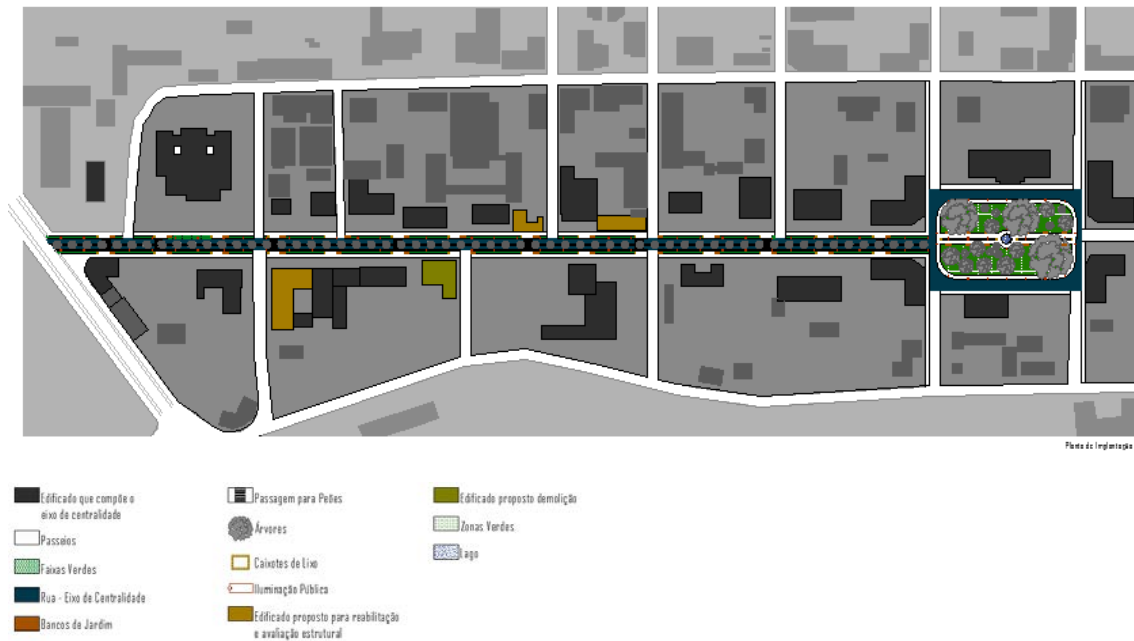 Planta de Implantação
Edificado que compõe o
eixo de centralidade
Passeios
Faixas Verdes
Rua - Eixo de Centralidade
Bancos de Jardim
Passagem para Peões
Árvores
Caixotes de Lixo
Iluminação Pública
Edificado proposto para reabilitação
e avaliação estrutural
Edificado proposto demolição
Zonas Verdes
Lago